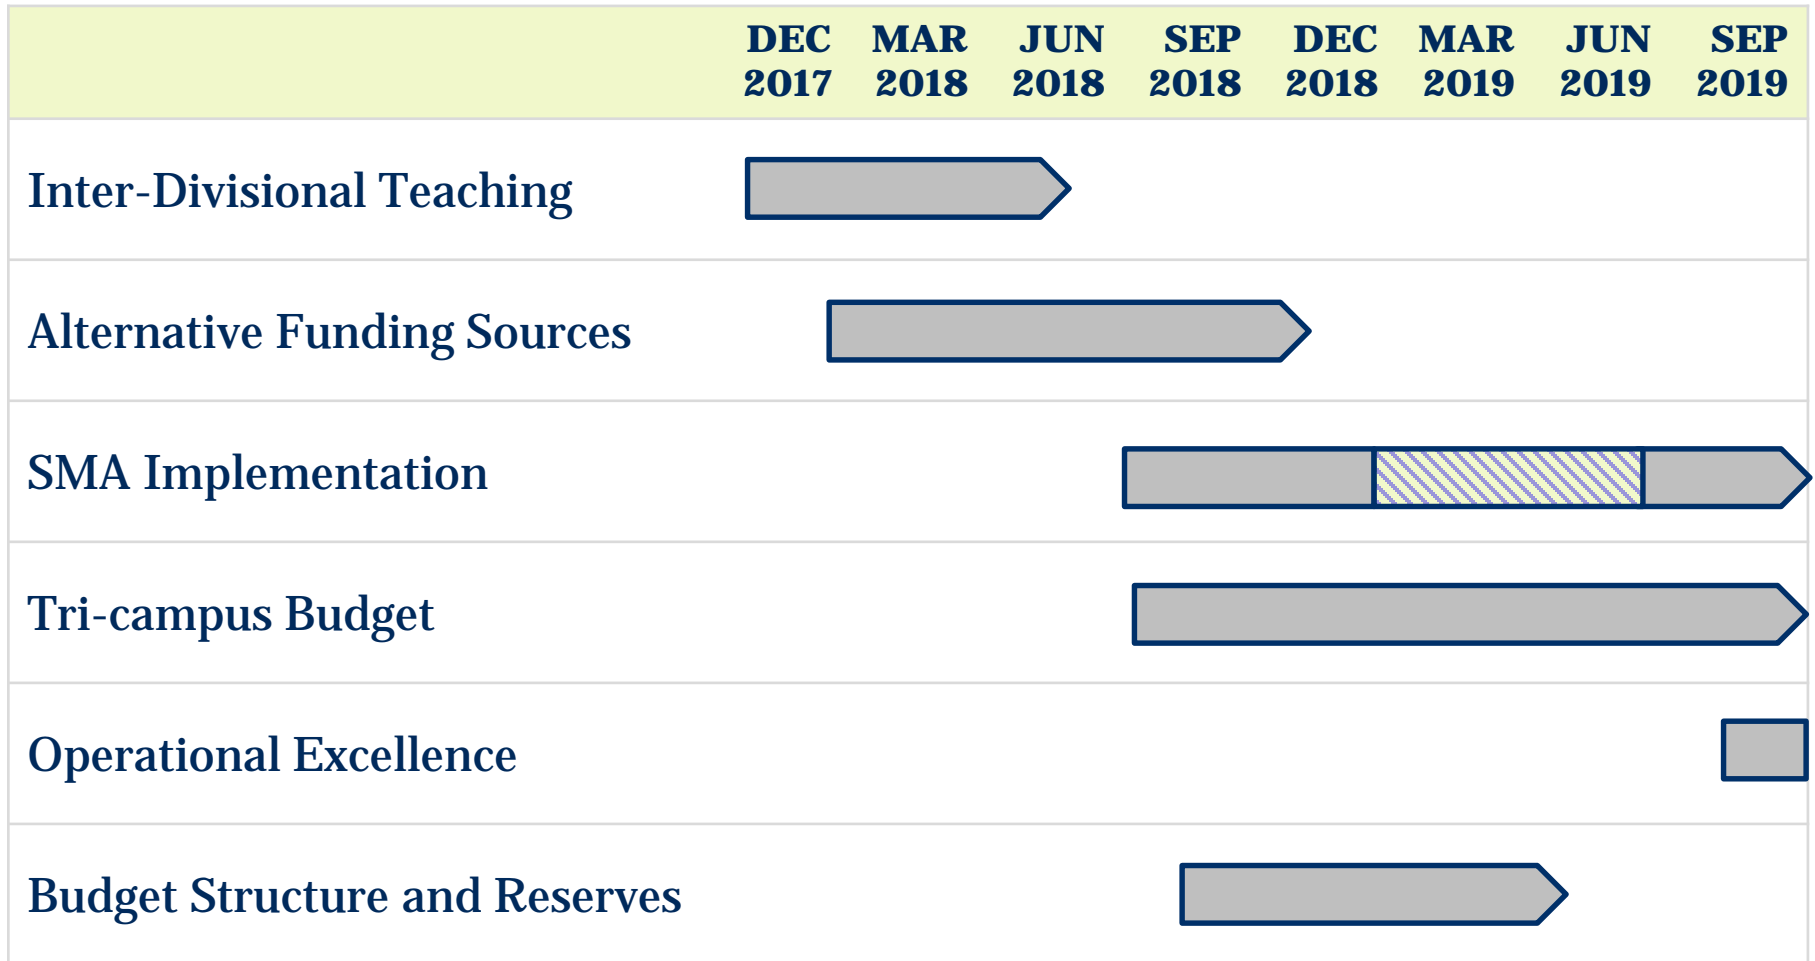 DEC MAR JUN SEP DEC MAR JUN SEP
2017 2018 2018 2018 2018 2019 2019 2019
Inter-Divisional Teaching
Alternative Funding Sources
SMA Implementation
Tri-campus Budget
Operational Excellence
Budget Structure and Reserves